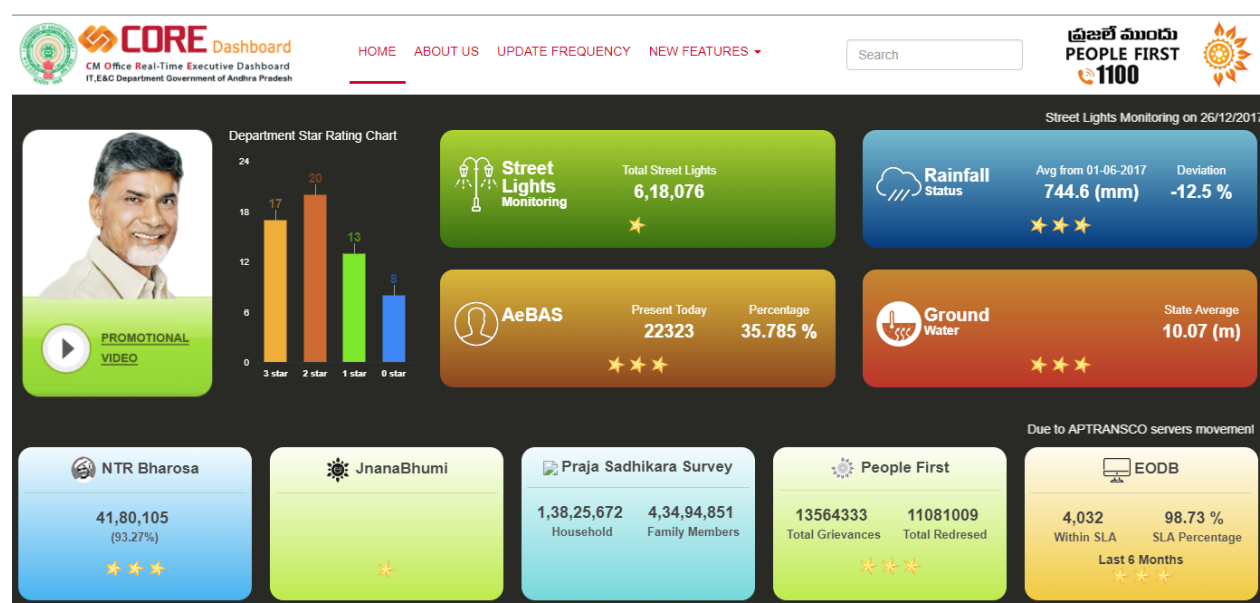 CORE Dashboard
CM Office Real-Time Executive Dashboard
IT,E&C Department Government of Andhra Pradesh
HOME
ABOUT US
UPDATE FREQUENCY
NEW FEATURES
Search
ప్రజలే ముందు
PEOPLE FIRST
1100
Street Lights Monitoring on 26/12/2017
PROMOTIONAL
VIDEO
Department Star Rating Chart
24
18
12
6
0
17
20
13
8
3 star
2 star
1 star
0 star
Street
Lights
Monitoring
Total Street Lights
6,18,076
Rainfall
Status
Avg from 01-06-2017
744.6 (mm)
Deviation
-12.5 %
AeBAS
Present Today
22323
Percentage
35.785 %
Ground
Water
State Average
10.07 (m)
Due to APTRANSCO servers movement
NTR Bharosa
41,80,105
(93.27%)
JnanaBhumi
Praja Sadhikara Survey
1,38,25,672
Household
4,34,94,851
Family Members
People First
13564333
Total Grievances
11081009
Total Redresed
EODB
4,032
Within SLA
98.73 %
SLA Percentage
Last 6 Months